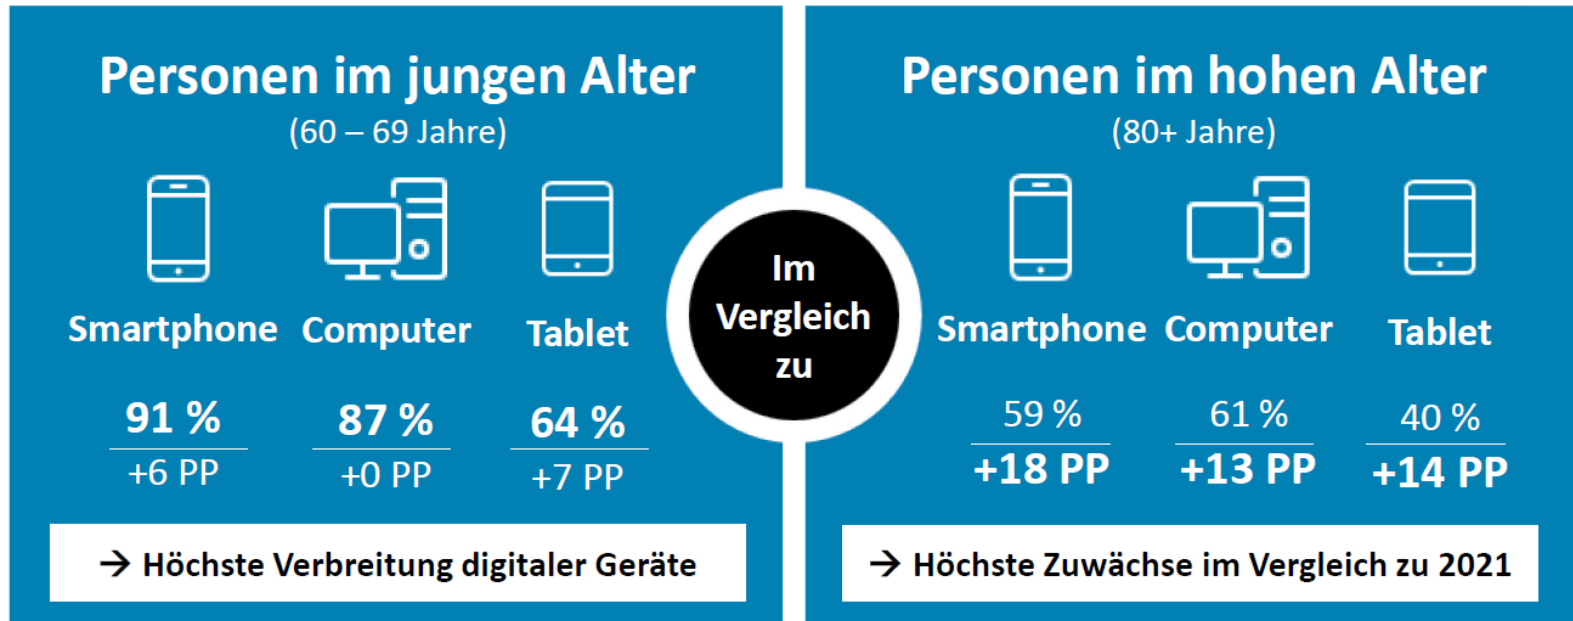 Personen im jungen Alter
(60 – 69 Jahre)
Smartphone Computer Tablet
91 % 87 % 64 %
+6 PP +0 PP +7 PP
→ Höchste Verbreitung digitaler Geräte
Im
Vergleich
zu
Personen im hohen Alter
(80+ Jahre)
Smartphone Computer Tablet
59 % 61 % 40 %
+18 PP +13 PP +14 PP
→ Höchste Zuwächse im Vergleich zu 2021